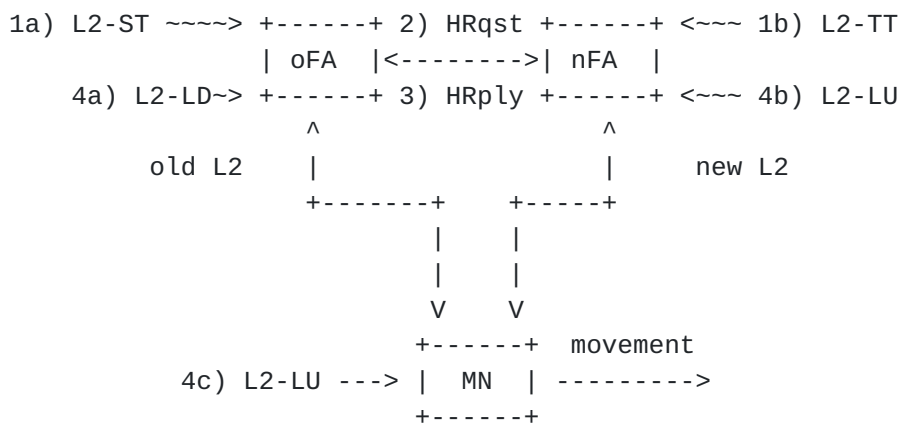 1a) L2-ST ~~~~> +------+ 2) HRqst +------+ <~~~ 1b) L2-TT
| oFA |<-------->| nFA |
4a) L2-LD~> +------+ 3) HRply +------+ <~~~ 4b) L2-LU
^ ^
old L2 | | new L2
+-------+ +-----+
| |
| |
V V
+------+ movement
4c) L2-LU ---> | MN | --------->
+------+